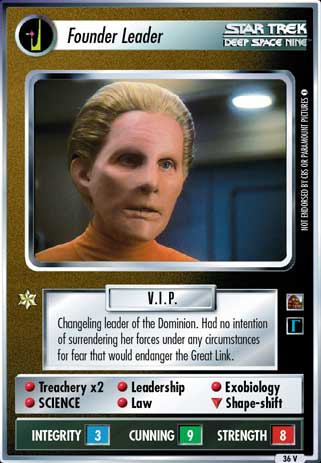 Founder Leader
STAR TREK
DEEP SPACE NINE
NOT ENDORSED BY CBS OR PARAMOUNT PICTURES
V.I.P.
Changeling leader of the Dominion. Had no intention
of surrendering her forces under any circumstances
for fear that would endanger the Great Link.
Treachery x2 Leadership Exobiology
SCIENCE Law Shape-shift
INTEGRITY 3 CUNNING 9 STRENGTH 8
36 V